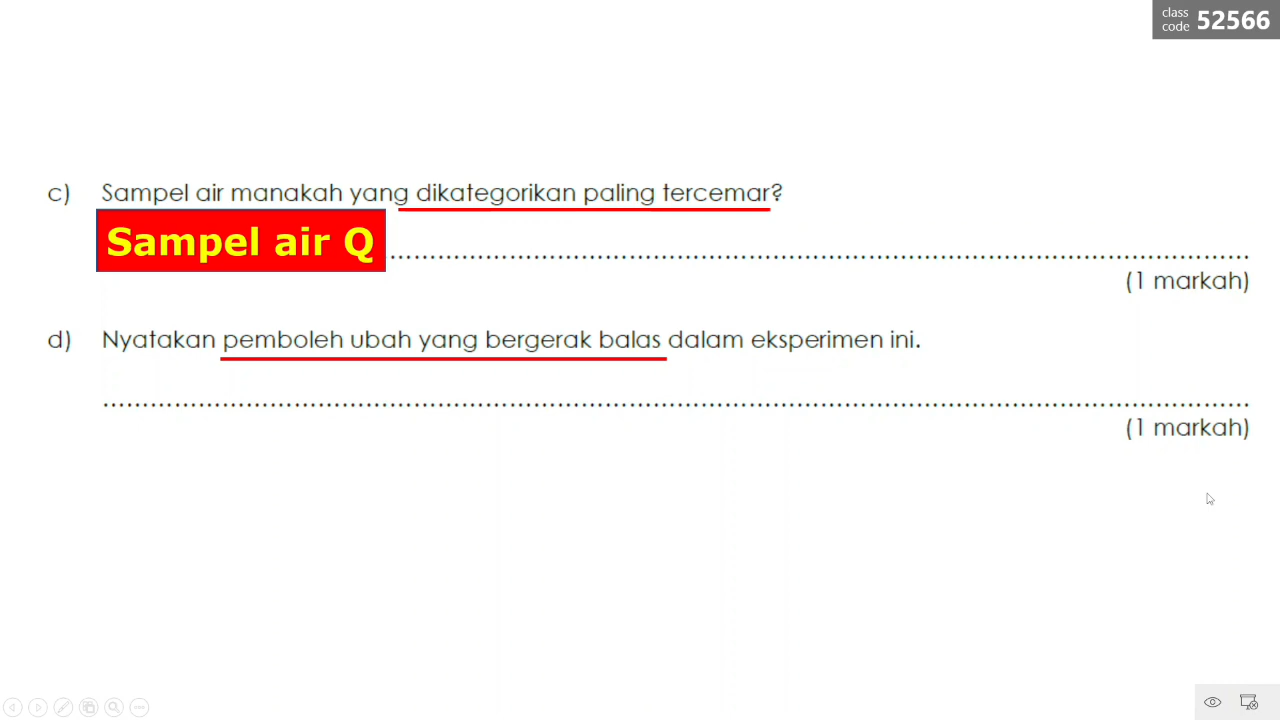 class
code 52566
c) Sampel air manakah yang dikategorikan paling tercemar?
Sampel air Q ..........................................................................................................
(1 markah)
d) Nyatakan pemboleh ubah yang bergerak balas dalam eksperimen ini.
................................................................................................................................................
(1 markah)